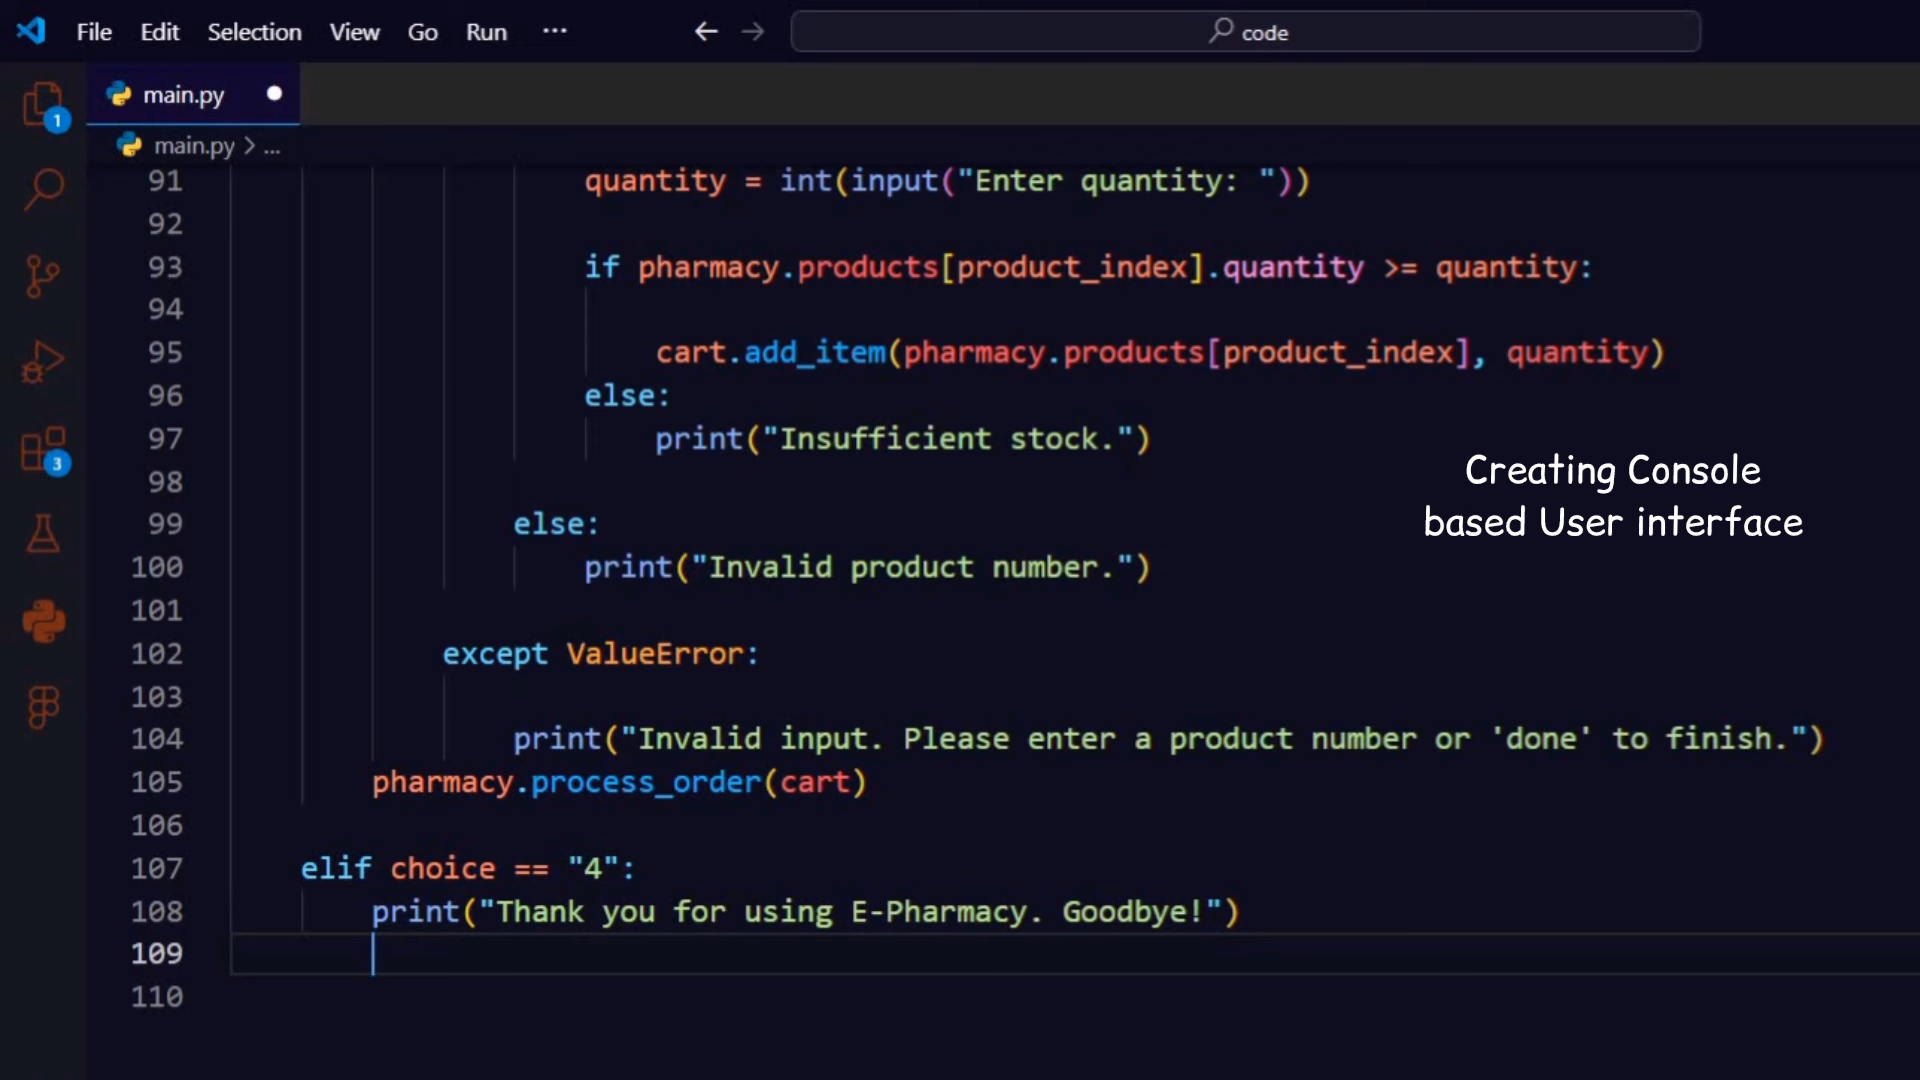 File Edit Selection View Go Run ...
code
1
main.py
main.py > ...
91 quantity = int(input("Enter quantity: "))
92
93 if pharmacy.products[product_index].quantity >= quantity:
94
95 cart.add_item(pharmacy.products[product_index], quantity)
96 else:
97 print("Insufficient stock.")
98
3
Creating Console
based User interface
99 else:
100 print("Invalid product number.")
101
102 except ValueError:
103
104 print("Invalid input. Please enter a product number or 'done' to finish.")
105 pharmacy.process_order(cart)
106
107 elif choice == "4":
108 print("Thank you for using E-Pharmacy. Goodbye!")
109
110